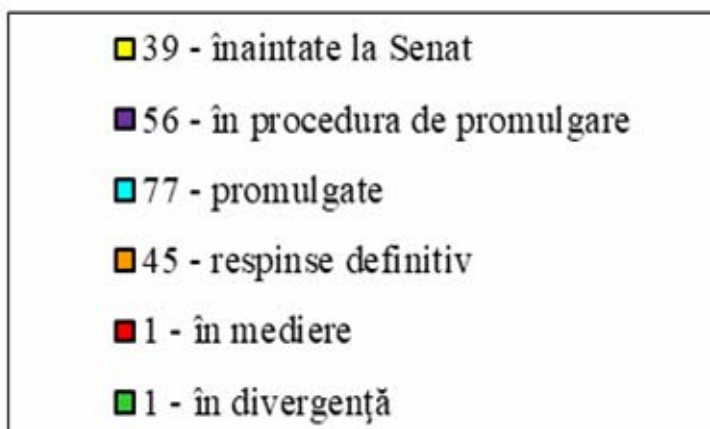 39 - înaintate la Senat
56 - în procedura de promulgare
77 - promulgate
45 - respinse definitiv
1 - în mediere
1 - în divergenţă